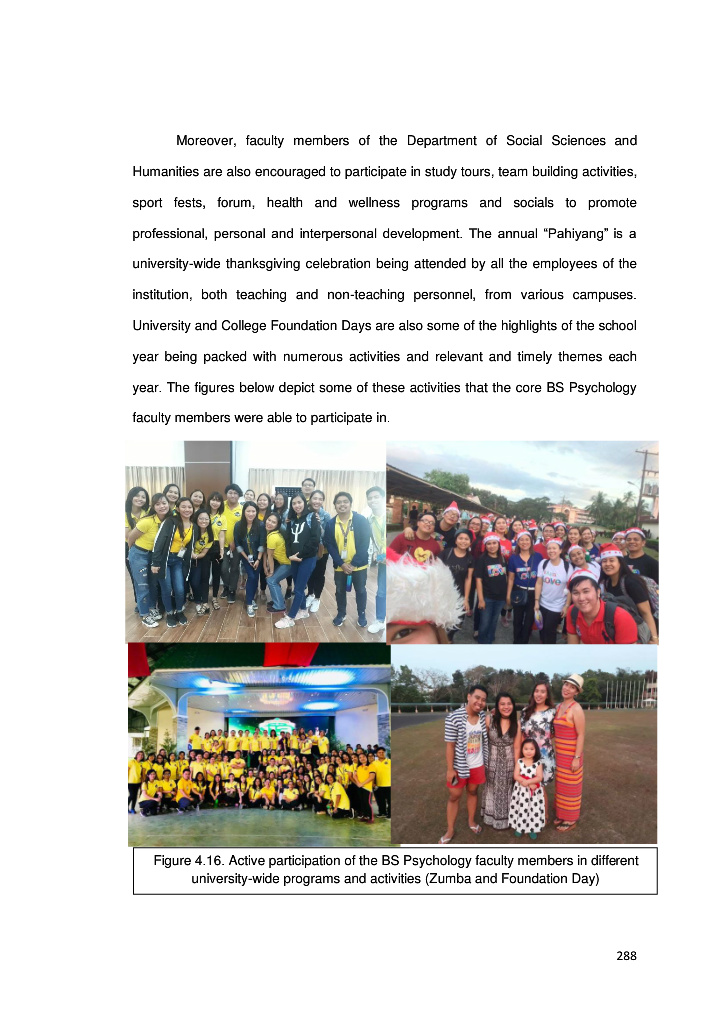 Moreover, faculty members of the Department of Social Sciences and
Humanities are also encouraged to participate in study tours, team building activities,
sport fests, forum, health and wellness programs and socials to promote
professional, personal and interpersonal development. The annual “Pahiyang” is a
university-wide thanksgiving celebration being attended by all the employees of the
institution, both teaching and non-teaching personnel, from various campuses.
University and College Foundation Days are also some of the highlights of the school
year being packed with numerous activities and relevant and timely themes each
year. The figures below depict some of these activities that the core BS Psychology
faculty members were able to participate in.
Figure 4.16. Active participation of the BS Psychology faculty members in different
university-wide programs and activities (Zumba and Foundation Day)
288